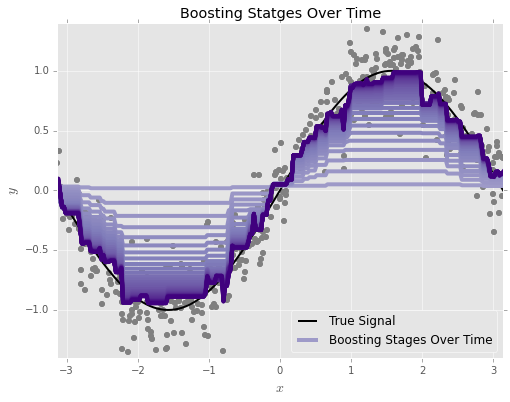 Boosting Statges Over Time
y
1.0
0.5
0.0
−0.5
−1.0
True Signal
Boosting Stages Over Time
−3 −2 −1 0 1 2 3
x